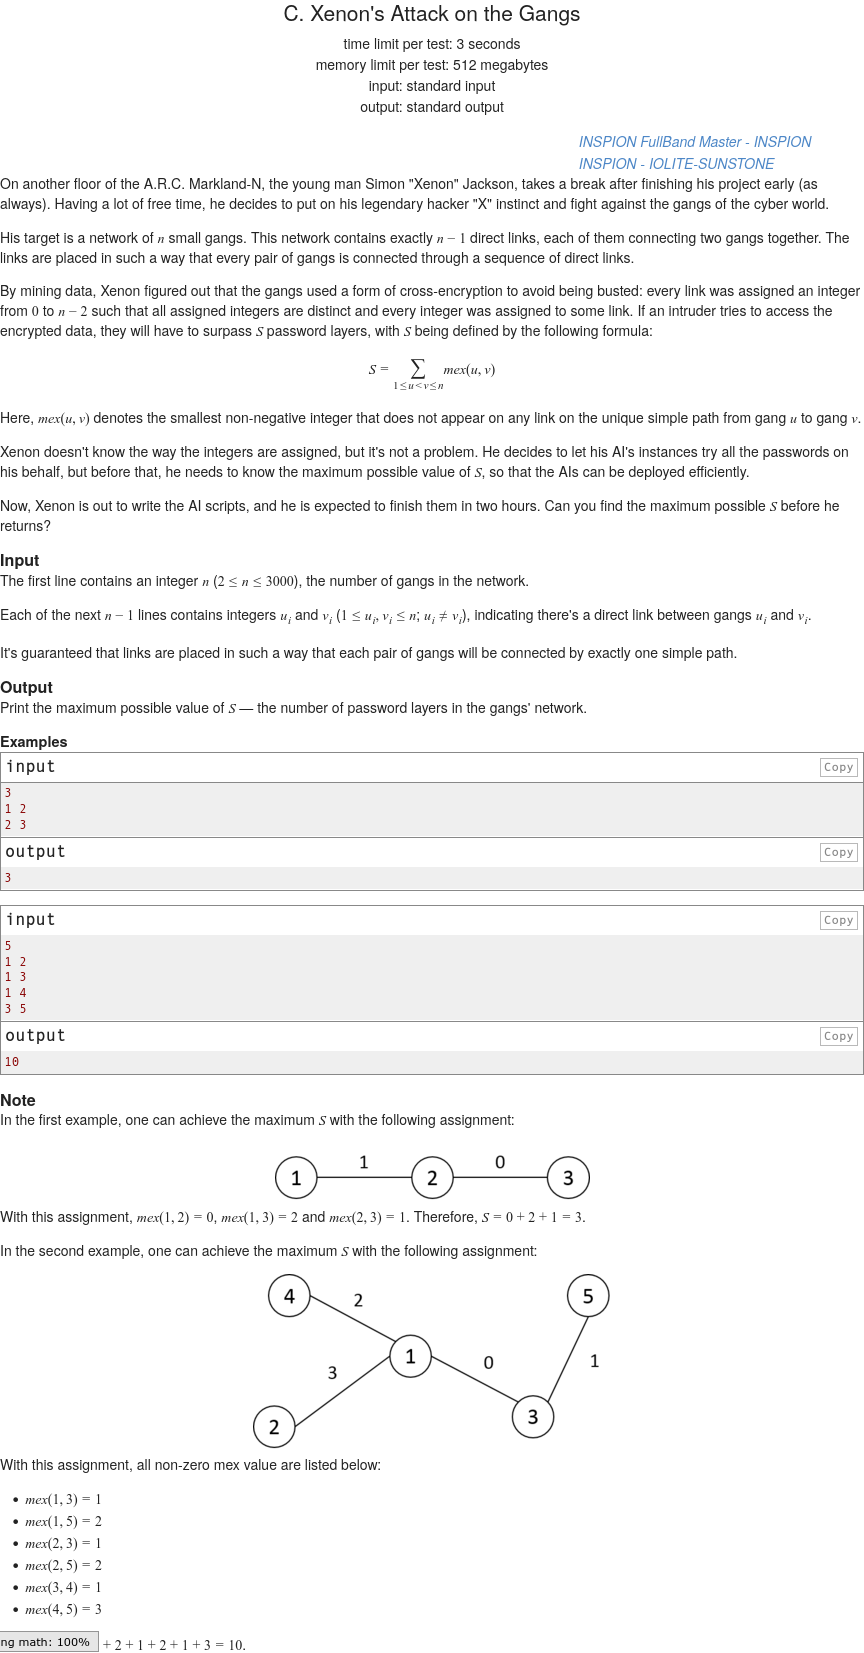 C. Xenon's Attack on the Gangs
time limit per test: 3 seconds
memory limit per test: 512 megabytes
input: standard input
output: standard output
INSPION FullBand Master - INSPION
INSPION - IOLITE-SUNSTONE
On another floor of the A.R.C. Markland-N, the young man Simon "Xenon" Jackson, takes a break after finishing his project early (as
always). Having a lot of free time, he decides to put on his legendary hacker "X" instinct and fight against the gangs of the cyber world.
His target is a network of n small gangs. This network contains exactly n − 1 direct links, each of them connecting two gangs together. The
links are placed in such a way that every pair of gangs is connected through a sequence of direct links.
By mining data, Xenon figured out that the gangs used a form of cross-encryption to avoid being busted: every link was assigned an integer
from 0 to n − 2 such that all assigned integers are distinct and every integer was assigned to some link. If an intruder tries to access the
encrypted data, they will have to surpass S password layers, with S being defined by the following formula:
S = ∑ mex(u, v)
1≤u<v≤n
Here, mex(u, v) denotes the smallest non-negative integer that does not appear on any link on the unique simple path from gang u to gang v.
Xenon doesn't know the way the integers are assigned, but it's not a problem. He decides to let his AI's instances try all the passwords on
his behalf, but before that, he needs to know the maximum possible value of S, so that the AIs can be deployed efficiently.
Now, Xenon is out to write the AI scripts, and he is expected to finish them in two hours. Can you find the maximum possible S before he
returns?
Input
The first line contains an integer n (2 ≤ n ≤ 3000), the number of gangs in the network.
Each of the next n − 1 lines contains integers u_i and v_i (1 ≤ u_i, v_i ≤ n; u_i ≠ v_i), indicating there's a direct link between gangs u_i and v_i.
It's guaranteed that links are placed in such a way that each pair of gangs will be connected by exactly one simple path.
Output
Print the maximum possible value of S — the number of password layers in the gangs' network.
Examples
input Copy
3
1 2
2 3
output Copy
3
input Copy
5
1 2
1 3
1 4
3 5
output Copy
10
Note
In the first example, one can achieve the maximum S with the following assignment:
1 0
1 2 3
With this assignment, mex(1, 2) = 0, mex(1, 3) = 2 and mex(2, 3) = 1. Therefore, S = 0 + 2 + 1 = 3.
In the second example, one can achieve the maximum S with the following assignment:
4 2 5
1 0 1
3
2 3
With this assignment, all non-zero mex value are listed below:
• mex(1, 3) = 1
• mex(1, 5) = 2
• mex(2, 3) = 1
• mex(2, 5) = 2
• mex(3, 4) = 1
• mex(4, 5) = 3
ng math: 100% + 2 + 1 + 2 + 1 + 3 = 10.